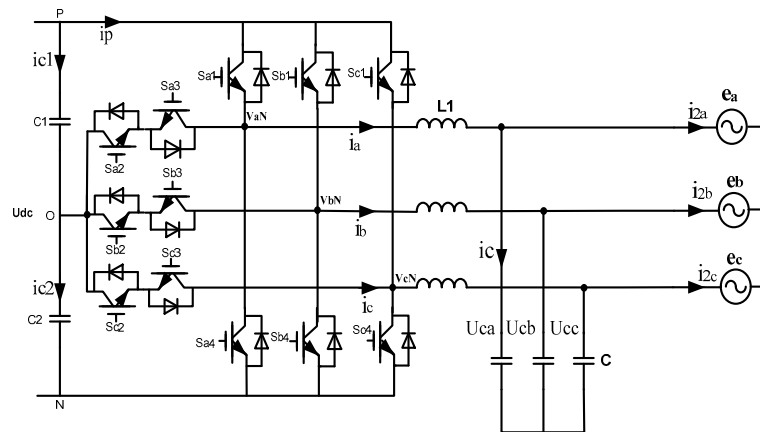 P
ip
ic1
C1
Sa3
Sa1
Sb1
Sc1
VaN
L1
ia
i2a
ea
Sa2
Sb3
VbN
ib
i2b
eb
Udc
O
Sb2
Sc3
VcN
ic
ic
i2c
ec
ic2
C2
Sc2
Sa4
Sb4
Sc4
Uca
Ucb
Ucc
C
N